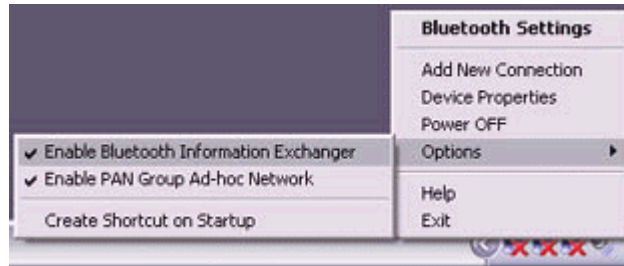 Bluetooth Settings
Add New Connection
Device Properties
Power OFF
Options
Enable Bluetooth Information Exchanger
Enable PAN Group Ad-hoc Network
Create Shortcut on Startup
Help
Exit